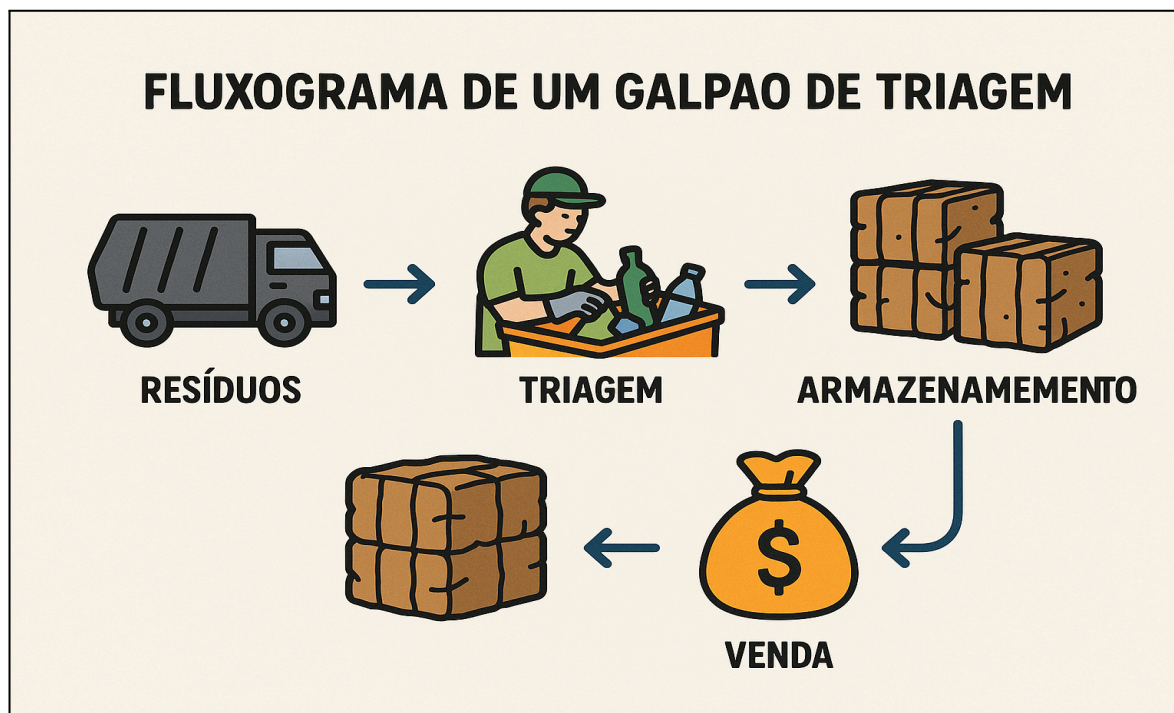 FLUXOGRAMA DE UM GALPAO DE TRIAGEM
RESÍDUOS
TRIAGEM
ARMAZENAMEMENTO
$
VENDA